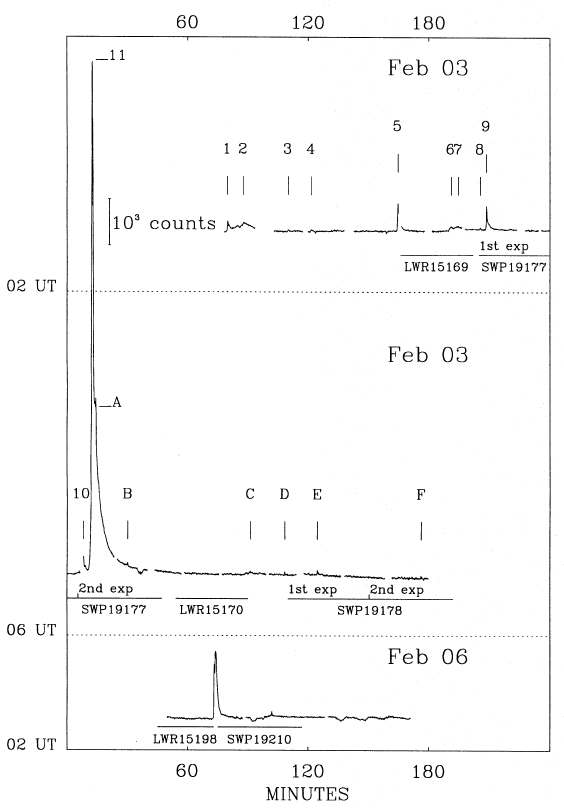 60 120 180
Feb 03
11
5 9
1 2 3 4 67 8
10³ counts
1st exp
LWR15169 SWP19177
02 UT
Feb 03
A
10 B C D E F
2nd exp 1st exp 2nd exp
SWP19177 LWR15170 SWP19178
06 UT
Feb 06
LWR15198 SWP19210
02 UT
60 120 180
MINUTES